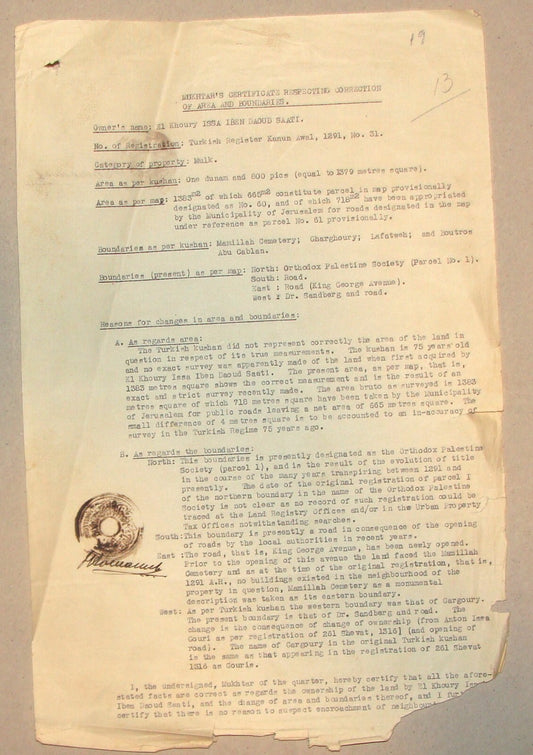 19
13
MUKHTAR'S CERTIFICATE RESPECTING CORRECTION
OF AREA AND BOUNDARIES.
Owner's name: El Khoury ISSA IBEN DAOUD SAATI.
No. of Registration: Turkish Register Kanun Awal, 1291, No. 31.
Category of property: Mulk.
Area as per kushan: One dunam and 800 pics (equal to 1379 metres square).
Area as per map: 1383m2 of which 665m2 constitute parcel in map provisionally
designated as No. 60, and of which 718m2 have been appropriated
by the Municipality of Jerusalem for roads designated in the map
under reference as parcel No. 61 provisionally.
Boundaries as per kushan: Mamillah Cemetery; Gharghoury; Lafatweh; and Boutros
Abu Cablan.
Boundaries (present) as per map: North: Orthodox Palestine Society (Parcel No. 1).
South: Road.
East : Road (King George Avenue).
West : Dr. Sandberg and road.
Reasons for changes in area and boundaries:
A. As regards area:
The Turkish kushan did not represent correctly the area of the land in
question in respect of its true measurements. The kushan is 75 years old
and no exact survey was apparently made of the land when first acquired by
El Khoury Issa Iben Daoud Saati. The present area, as per map, that is,
1383 metres square shows the correct measurement and is the result of an
exact and strict survey recently made. The area bruto as surveyed is 1383
metres square of which 718 metres square have been taken by the Municipality
of Jerusalem for public roads leaving a net area of 665 metres square. The
small difference of 4 metres square is to be accounted to an in-accuracy of
survey in the Turkish Regime 75 years ago.
B. As regards the boundaries:
North: This boundaries is presently designated as the Orthodox Palestine
Society (parcel 1), and is the result of the evolution of title
in the course of the many years transpiring between 1291 and
presently. The date of the original registration of parcel 1
of the northern boundary in the name of the Orthodox Palestine
Society is not clear as no record of such registration could be
traced at the Land Registry Offices and/or in the Urban Property
Tax Offices notwithstanding searches.
South:This boundary is presently a road in consequence of the opening
of roads by the local authorities in recent years.
East :The road, that is, King George Avenue, has been newly opened.
Prior to the opening of this avenue the land faced the Mamillah
Cemetery and as at the time of the original registration, that is,
1291 A.H., no buildings existed in the neighbourhood of the
property in question, Mamillah Cemetery as a monumental
description was taken as its eastern boundary.
West: As per Turkish kushan the western boundary was that of Gargoury.
The present boundary is that of Dr. Sandberg and road. The
change is the consequence of change of ownership (from Anton Issa
Gouri as per registration of 261 Shevat, 1316) (and opening of
road). The name of Gargoury in the original Turkish kushan
is the same as that appearing in the registration of 261 Shevat
1316 as Gouris.
I, the undersigned, Mukhtar of the quarter, hereby certify that all the afore-
stated facts are correct as regards the ownership of the land by El Khoury Issa
Iben Daoud Saati, and the change of area and boundaries thereof, and I
certify that there is no reason to suspect encroachment of